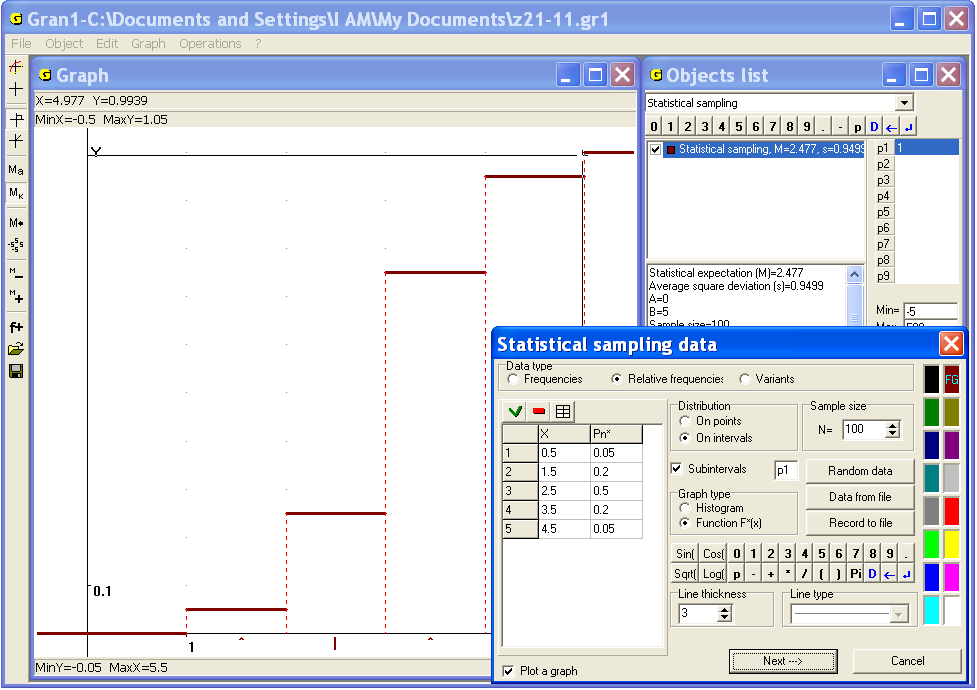 Gran1-C:\Documents and Settings\I AM\My Documents\z21-11.gr1
File Object Edit Graph Operations ?
Graph
X=4.977 Y=0.9939
MinX=-0.5 MaxY=1.05
Y
0.1
1
MinY=-0.05 MaxX=5.5
Ma
Mk
M
-5
M
M+
f+
Objects list
Statistical sampling
0 1 2 3 4 5 6 7 8 9 . - p D
Statistical sampling, M=2.477, s=0.9499
p1 1
p2
p3
p4
p5
p6
p7
p8
p9
Statistical expectation (M)=2.477
Average square deviation (s)=0.9499
A=0
B=5
Sample size=100
Min= -5
Statistical sampling data
Data type
Frequencies Relative frequencies Variants
X Pn*
1 0.5 0.05
2 1.5 0.2
3 2.5 0.5
4 3.5 0.2
5 4.5 0.05
Plot a graph
Distribution
On points
On intervals
Sample size
N= 100
Subintervals p1
Random data
Data from file
Record to file
Graph type
Histogram
Function F*(x)
Sin( Cos( 0 1 2 3 4 5 6 7 8 9 .
Sqrt( Log( p - + * / ( ) Pi D
Line thickness
3
Line type
Next --->
Cancel
FG